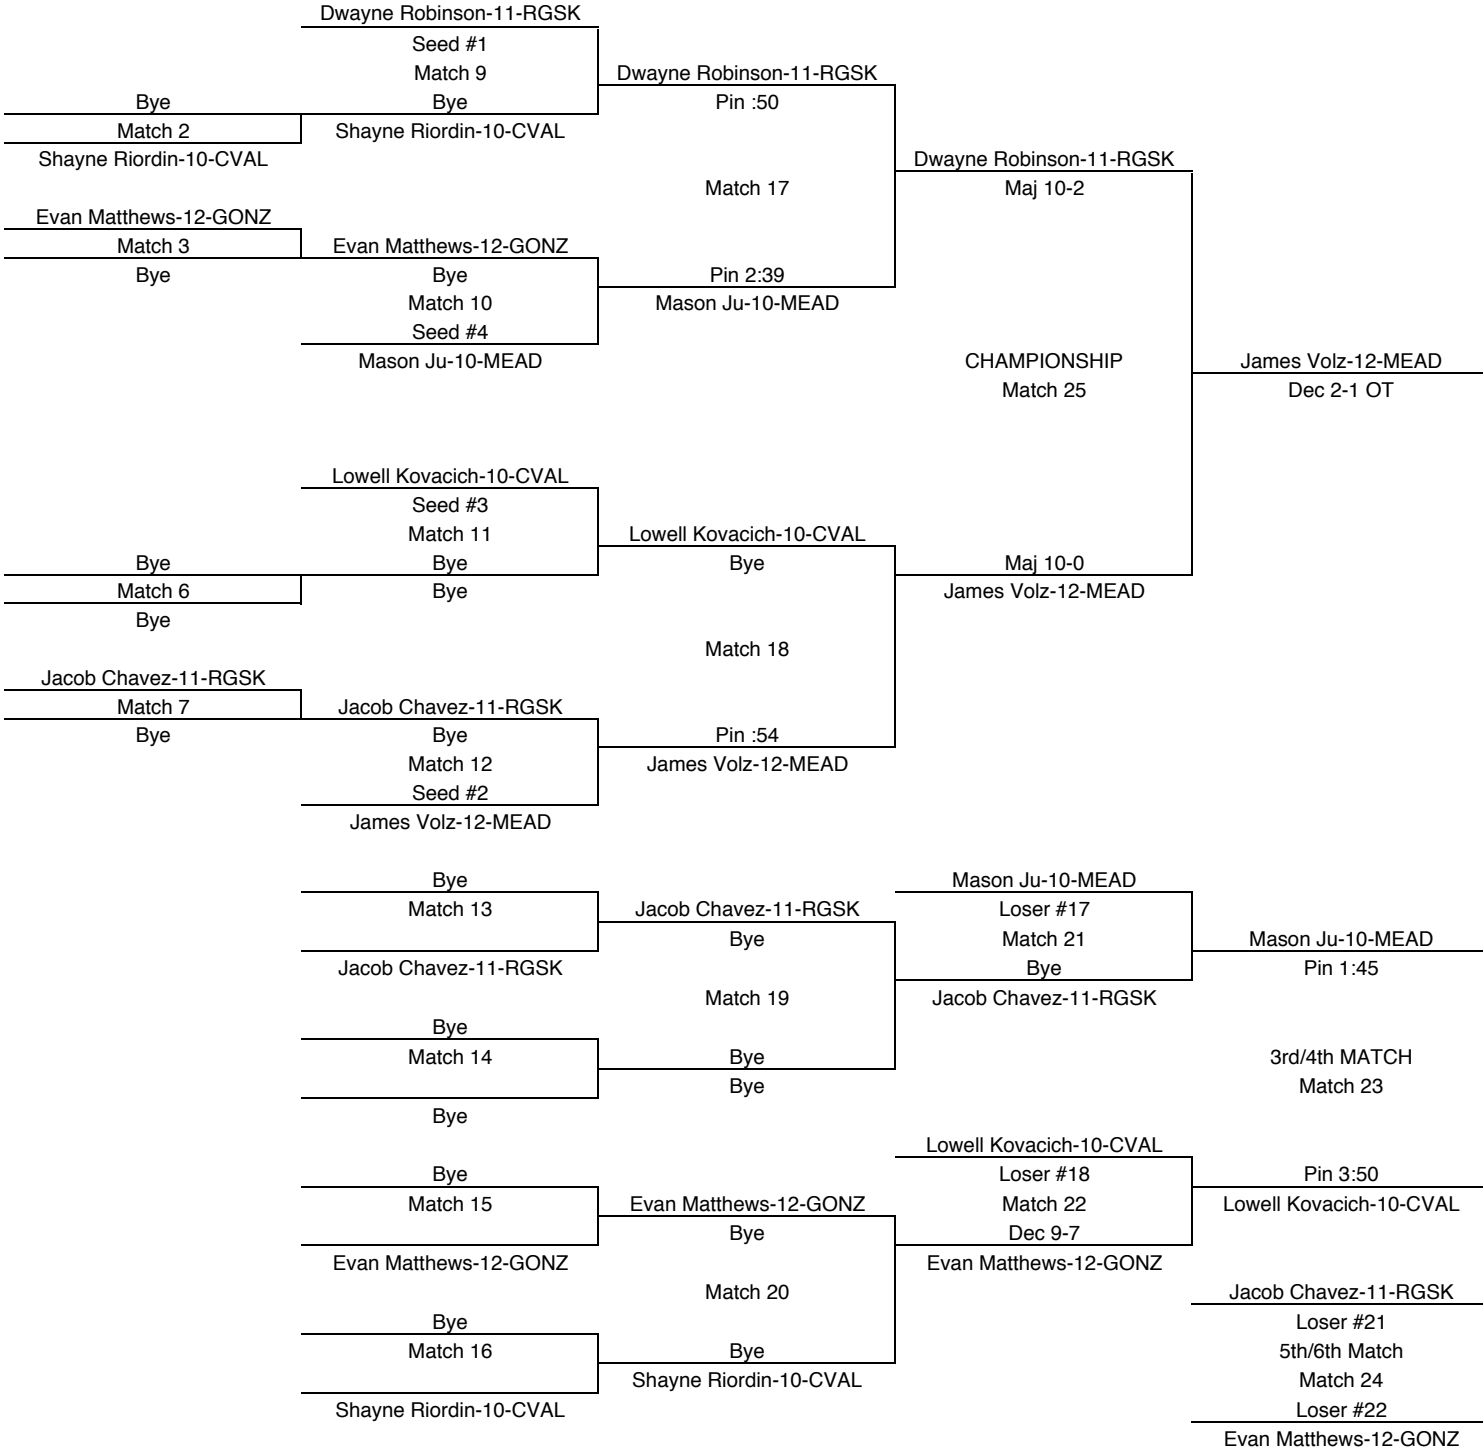 Dwayne Robinson-11-RGSK
Seed #1
Match 9
Dwayne Robinson-11-RGSK
Bye
Bye
Pin :50
Match 2
Shayne Riordin-10-CVAL
Shayne Riordin-10-CVAL
Dwayne Robinson-11-RGSK
Match 17
Maj 10-2
Evan Matthews-12-GONZ
Match 3
Evan Matthews-12-GONZ
Bye
Bye
Pin 2:39
Match 10
Mason Ju-10-MEAD
Seed #4
Mason Ju-10-MEAD
CHAMPIONSHIP
James Volz-12-MEAD
Match 25
Dec 2-1 OT
Lowell Kovacich-10-CVAL
Seed #3
Match 11
Lowell Kovacich-10-CVAL
Bye
Bye
Bye
Maj 10-0
Match 6
Bye
James Volz-12-MEAD
Bye
Match 18
Jacob Chavez-11-RGSK
Match 7
Jacob Chavez-11-RGSK
Bye
Bye
Pin :54
Match 12
James Volz-12-MEAD
Seed #2
James Volz-12-MEAD
Bye
Mason Ju-10-MEAD
Match 13
Jacob Chavez-11-RGSK
Loser #17
Bye
Match 21
Mason Ju-10-MEAD
Jacob Chavez-11-RGSK
Bye
Pin 1:45
Match 19
Jacob Chavez-11-RGSK
Bye
Match 14
Bye
3rd/4th MATCH
Bye
Match 23
Bye
Lowell Kovacich-10-CVAL
Bye
Loser #18
Pin 3:50
Match 15
Evan Matthews-12-GONZ
Match 22
Lowell Kovacich-10-CVAL
Bye
Dec 9-7
Evan Matthews-12-GONZ
Evan Matthews-12-GONZ
Match 20
Jacob Chavez-11-RGSK
Bye
Loser #21
Match 16
Bye
5th/6th Match
Shayne Riordin-10-CVAL
Match 24
Shayne Riordin-10-CVAL
Loser #22
Evan Matthews-12-GONZ